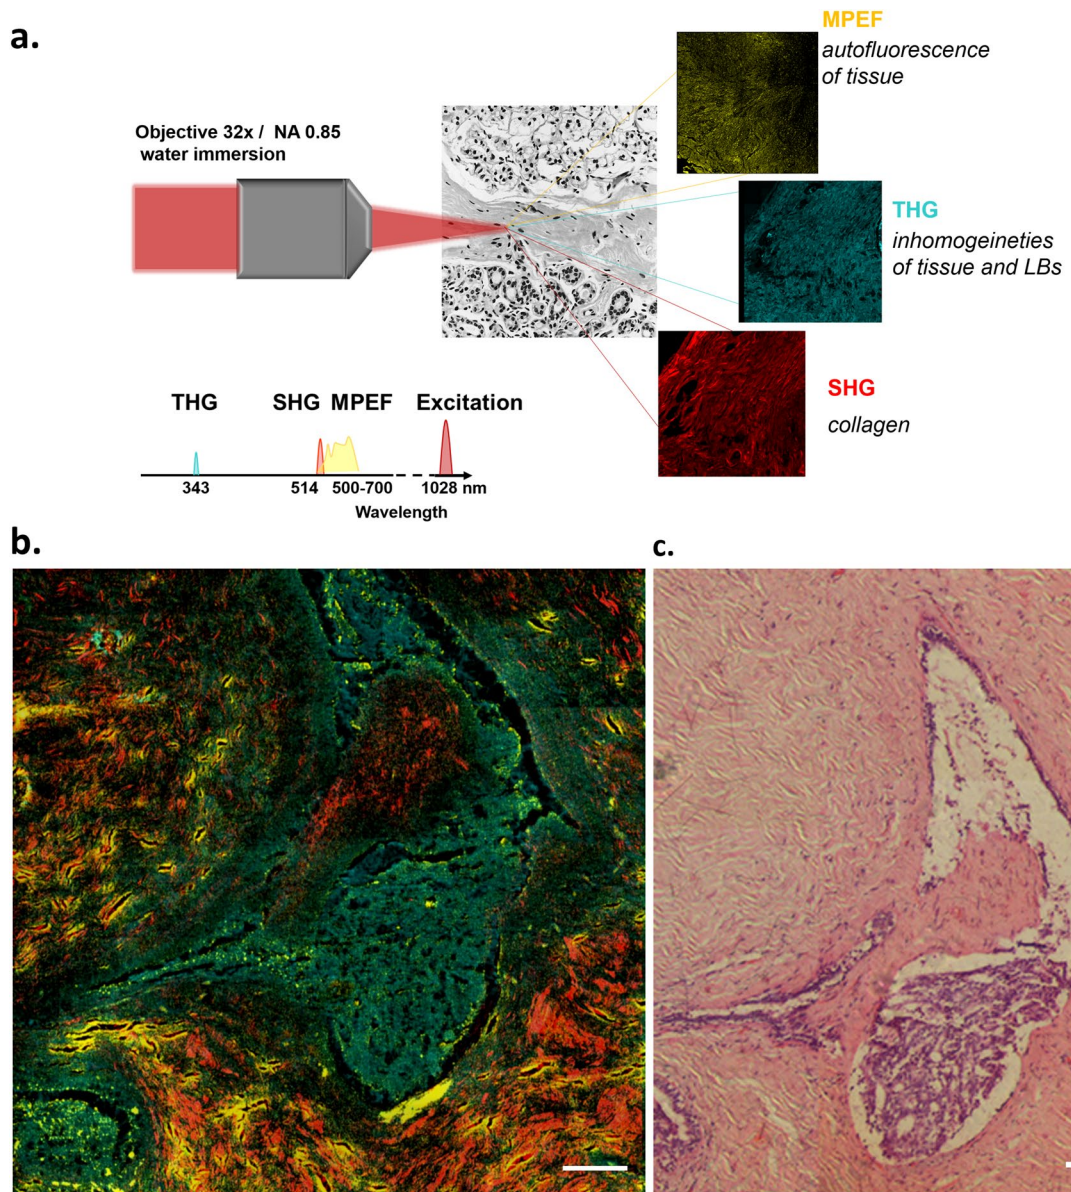 a.
MPEF
autofluorescence
of tissue
Objective 32x / NA 0.85
water immersion
THG
inhomogeineties
of tissue and LBs
SHG
collagen
THG SHG MPEF Excitation
343 514 500-700 1028 nm
Wavelength
b. c.